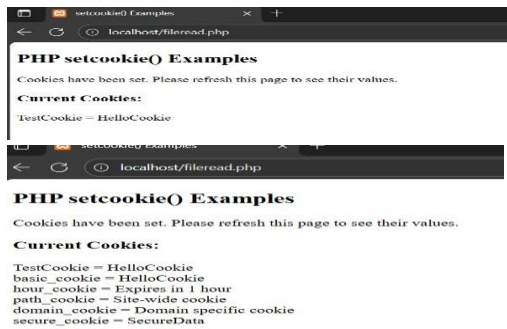 setcookie() Examples
localhost/fileread.php
PHP setcookie() Examples
Cookies have been set. Please refresh this page to see their values.
Current Cookies:
TestCookie = HelloCookie
setcookie() Examples
localhost/fileread.php
PHP setcookie() Examples
Cookies have been set. Please refresh this page to see their values.
Current Cookies:
TestCookie = HelloCookie
basic_cookie = HelloCookie
hour_cookie = Expires in 1 hour
path_cookie = Site-wide cookie
domain_cookie = Domain specific cookie
secure_cookie = SecureData